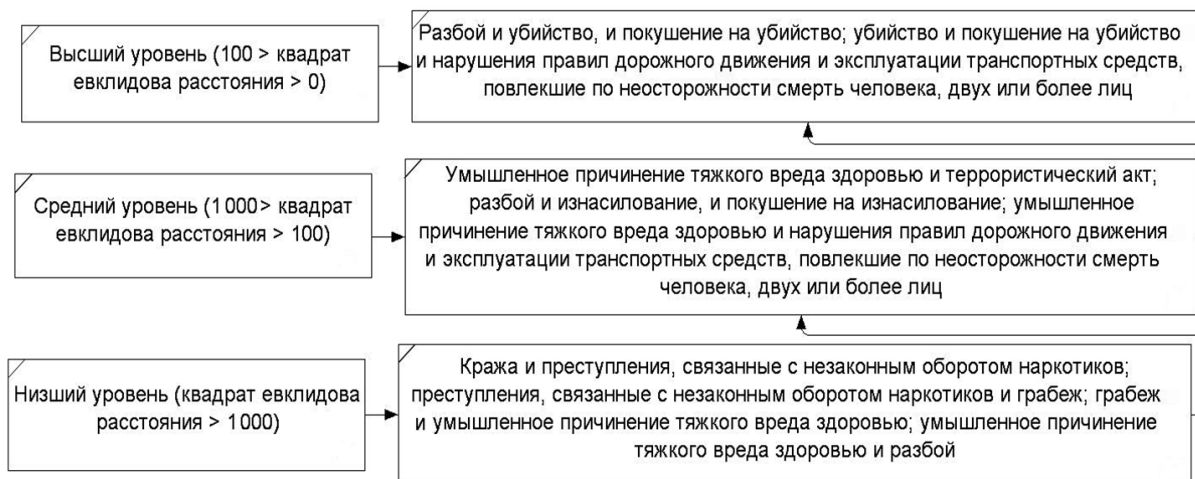 Высший уровень (100 > квадрат
евклидова расстояния > 0)
Разбой и убийство, и покушение на убийство; убийство и покушение на убийство
и нарушения правил дорожного движения и эксплуатации транспортных средств,
повлекшие по неосторожности смерть человека, двух или более лиц
Средний уровень (1000 > квадрат
евклидова расстояния > 100)
Умышленное причинение тяжкого вреда здоровью и террористический акт;
разбой и изнасилование, и покушение на изнасилование; умышленное
причинение тяжкого вреда здоровью и нарушения правил дорожного движения
и эксплуатации транспортных средств, повлекшие по неосторожности смерть
человека, двух или более лиц
Низший уровень (квадрат евклидова
расстояния > 1000)
Кража и преступления, связанные с незаконным оборотом наркотиков;
преступления, связанные с незаконным оборотом наркотиков и грабеж; грабеж
и умышленное причинение тяжкого вреда здоровью; умышленное причинение
тяжкого вреда здоровью и разбой